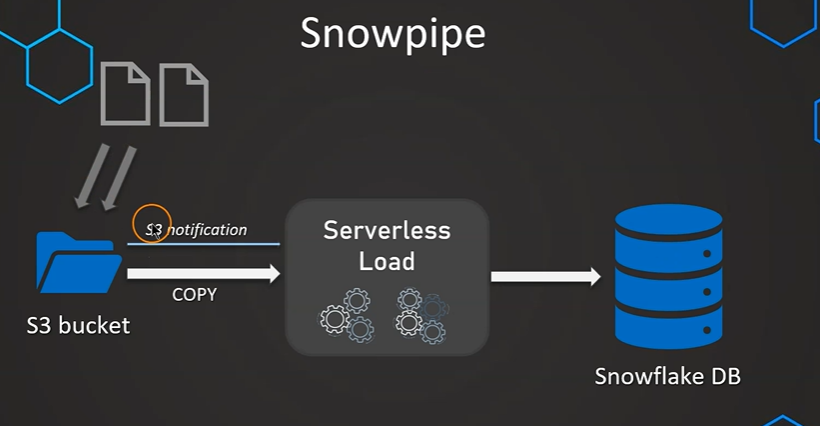 Snowpipe
S3 notification
Serverless
Load
COPY
S3 bucket
Snowflake DB